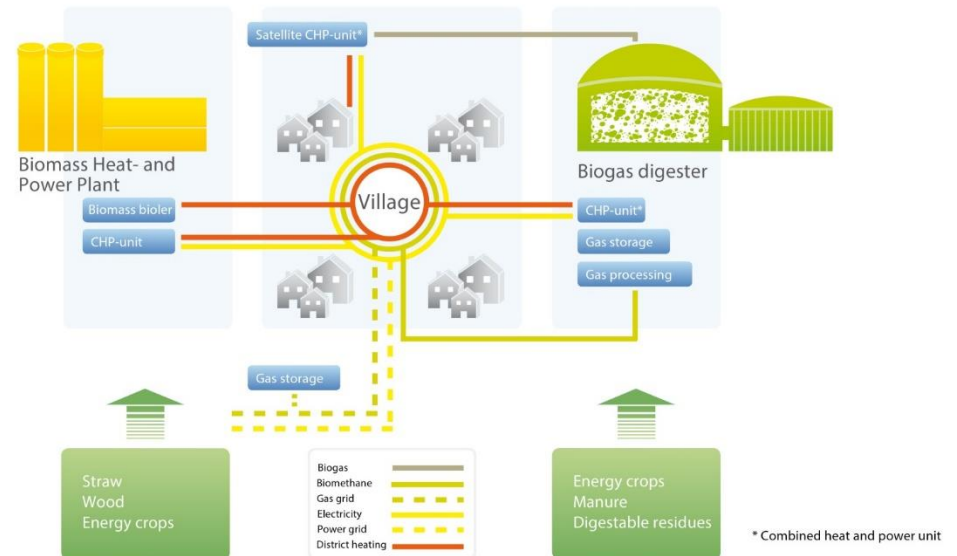 Satellite CHP-unit*
Biomass Heat- and
Power Plant
Biomass bioler
CHP-unit
Village
Biogas digester
CHP-unit*
Gas storage
Gas processing
Gas storage
Straw
Wood
Energy crops
Biogas
Biomethane
Gas grid
Electricity
Power grid
District heating
Energy crops
Manure
Digestable residues
* Combined heat and power unit